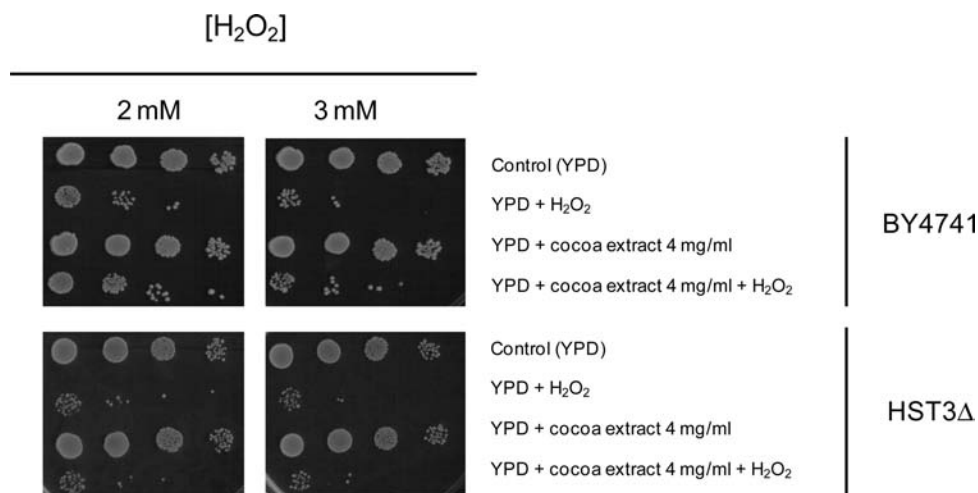 [H₂O₂]
2 mM 3 mM
Control (YPD)
YPD + H₂O₂
YPD + cocoa extract 4 mg/ml
YPD + cocoa extract 4 mg/ml + H₂O₂
BY4741
Control (YPD)
YPD + H₂O₂
YPD + cocoa extract 4 mg/ml
YPD + cocoa extract 4 mg/ml + H₂O₂
HST3Δ